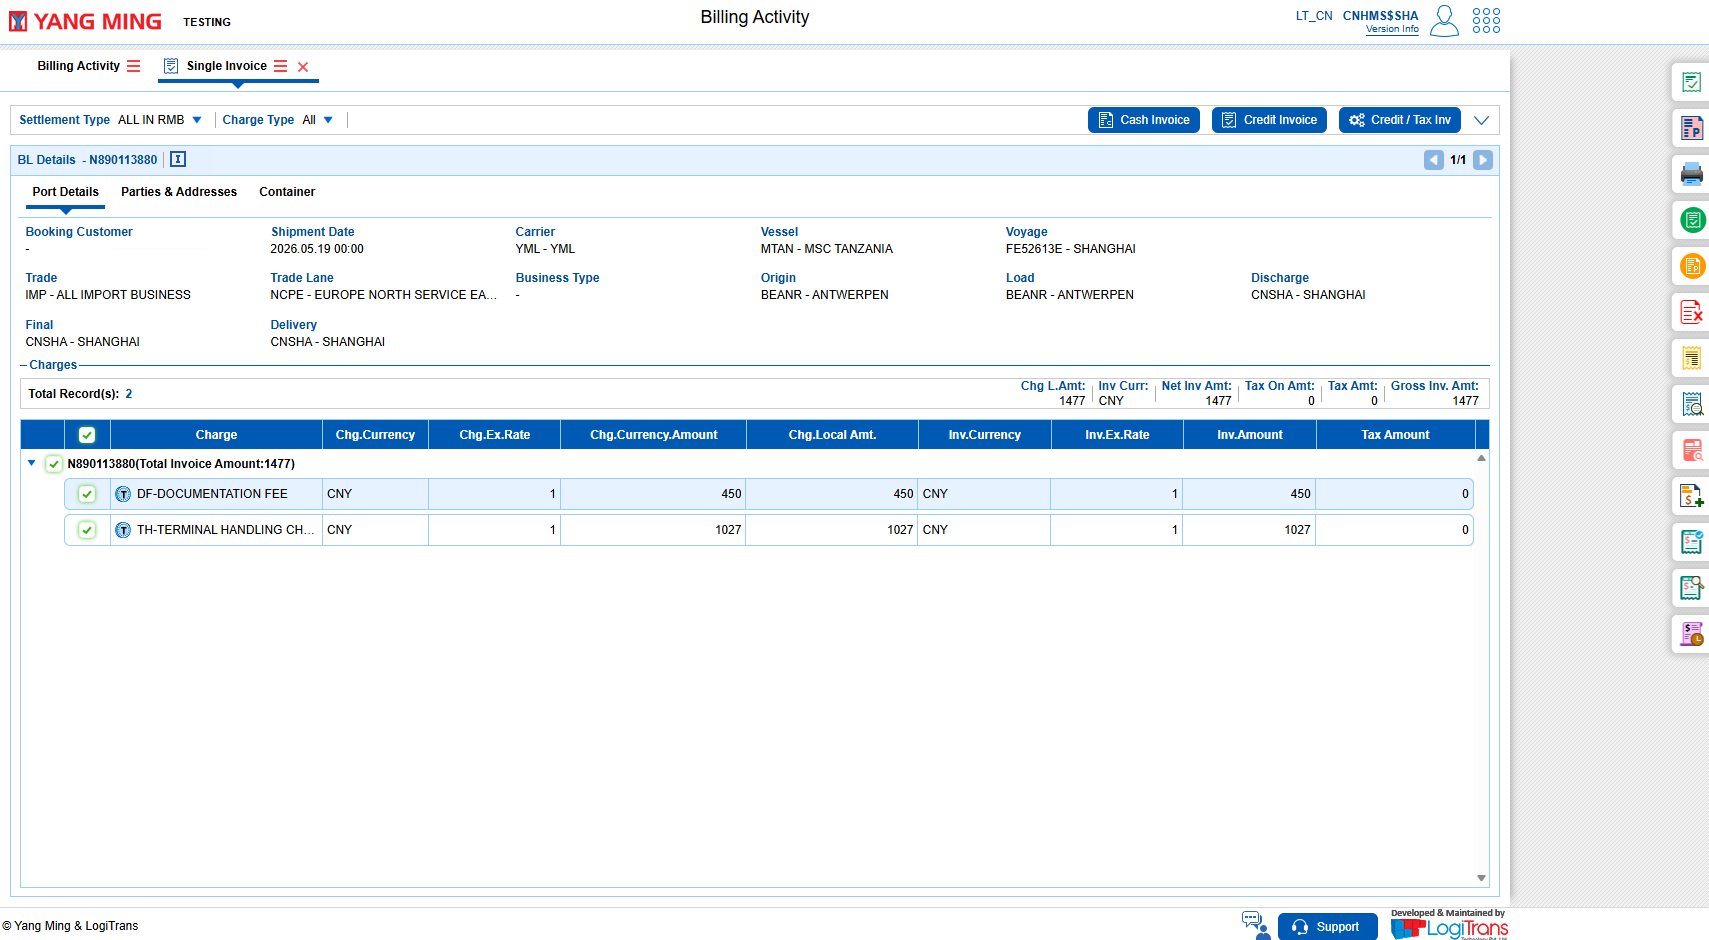 YANG MING TESTING
Billing Activity
LT_CN CNHMS$SHA
Version Info
Billing Activity Single Invoice
Settlement Type ALL IN RMB Charge Type All
Cash Invoice Credit Invoice Credit / Tax Inv
BL Details - N890113880 1/1
Port Details Parties & Addresses Container
Booking Customer Shipment Date Carrier Vessel Voyage
- 2026.05.19 00:00 YML - YML MTAN - MSC TANZANIA FE52613E - SHANGHAI
Trade Trade Lane Business Type Origin Load Discharge
IMP - ALL IMPORT BUSINESS NCPE - EUROPE NORTH SERVICE EA... - BEANR - ANTWERPEN BEANR - ANTWERPEN CNSHA - SHANGHAI
Final Delivery
CNSHA - SHANGHAI CNSHA - SHANGHAI
Charges
Total Record(s): 2
Chg L.Amt: Inv Curr: Net Inv Amt: Tax On Amt: Tax Amt: Gross Inv. Amt:
1477 CNY 1477 0 0 1477
Charge Chg.Currency Chg.Ex.Rate Chg.Currency.Amount Chg.Local Amt. Inv.Currency Inv.Ex.Rate Inv.Amount Tax Amount
N890113880(Total Invoice Amount:1477)
T DF-DOCUMENTATION FEE CNY 1 450 450 CNY 1 450 0
T TH-TERMINAL HANDLING CH... CNY 1 1027 1027 CNY 1 1027 0
© Yang Ming & LogiTrans
Support
Developed & Maintained by
LogiTrans